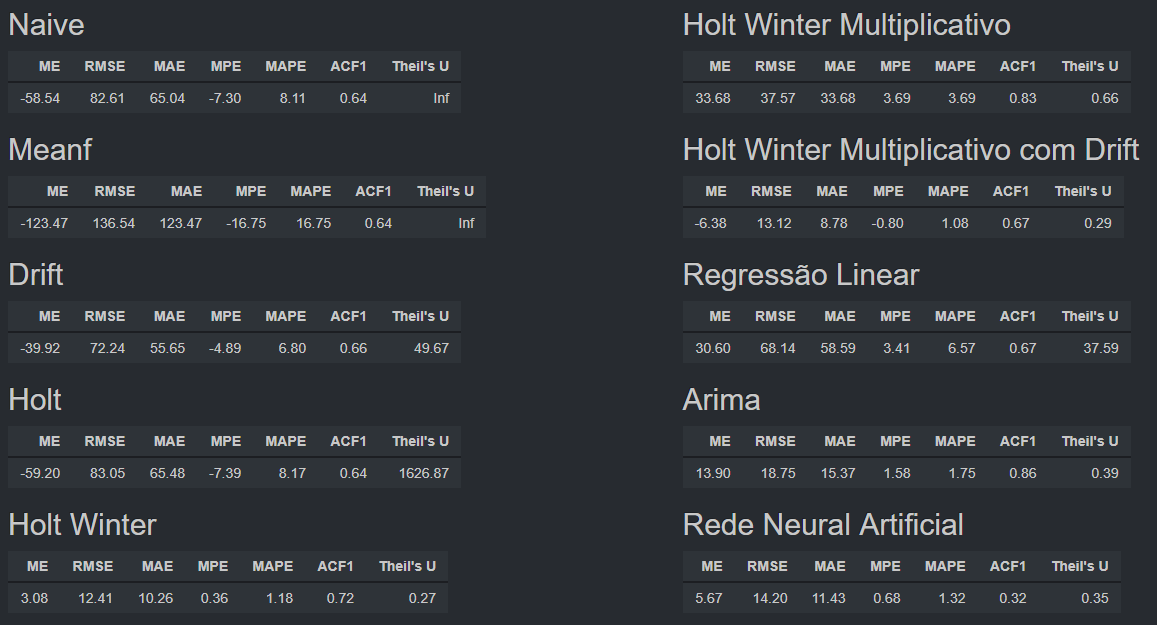 Naive
ME RMSE MAE MPE MAPE ACF1 Theil's U
-58.54 82.61 65.04 -7.30 8.11 0.64 Inf
Meanf
ME RMSE MAE MPE MAPE ACF1 Theil's U
-123.47 136.54 123.47 -16.75 16.75 0.64 Inf
Drift
ME RMSE MAE MPE MAPE ACF1 Theil's U
-39.92 72.24 55.65 -4.89 6.80 0.66 49.67
Holt
ME RMSE MAE MPE MAPE ACF1 Theil's U
-59.20 83.05 65.48 -7.39 8.17 0.64 1626.87
Holt Winter
ME RMSE MAE MPE MAPE ACF1 Theil's U
3.08 12.41 10.26 0.36 1.18 0.72 0.27
Holt Winter Multiplicativo
ME RMSE MAE MPE MAPE ACF1 Theil's U
33.68 37.57 33.68 3.69 3.69 0.83 0.66
Holt Winter Multiplicativo com Drift
ME RMSE MAE MPE MAPE ACF1 Theil's U
-6.38 13.12 8.78 -0.80 1.08 0.67 0.29
Regressão Linear
ME RMSE MAE MPE MAPE ACF1 Theil's U
30.60 68.14 58.59 3.41 6.57 0.67 37.59
Arima
ME RMSE MAE MPE MAPE ACF1 Theil's U
13.90 18.75 15.37 1.58 1.75 0.86 0.39
Rede Neural Artificial
ME RMSE MAE MPE MAPE ACF1 Theil's U
5.67 14.20 11.43 0.68 1.32 0.32 0.35